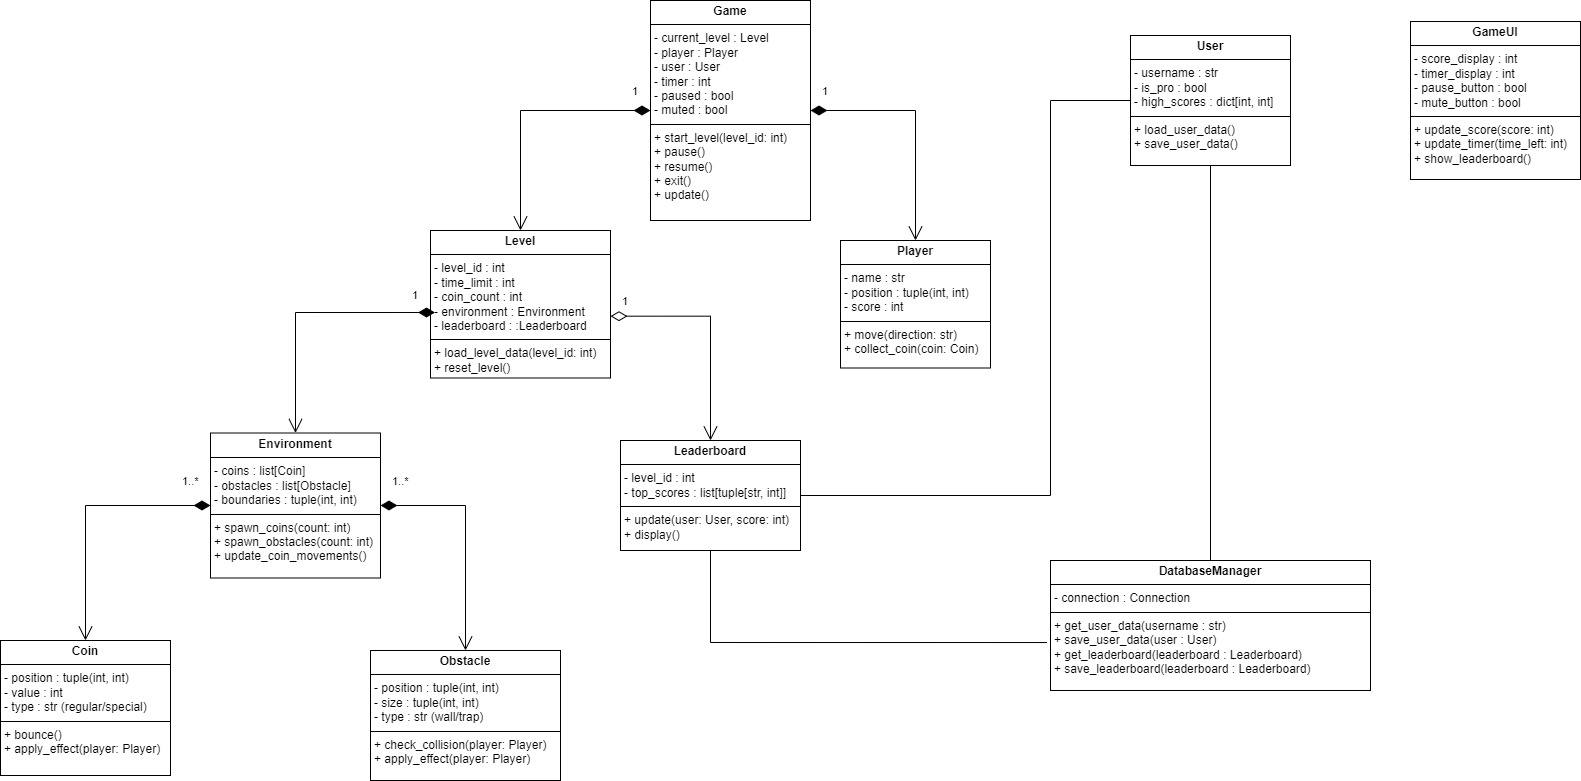 Game
- current_level : Level
- player : Player
- user : User
- timer : int
- paused : bool
- muted : bool
+ start_level(level_id: int)
+ pause()
+ resume()
+ exit()
+ update()
1
1
User
- username : str
- is_pro : bool
- high_scores : dict[int, int]
+ load_user_data()
+ save_user_data()
GameUI
- score_display : int
- timer_display : int
- pause_button : bool
- mute_button : bool
+ update_score(score: int)
+ update_timer(time_left: int)
+ show_leaderboard()
Level
- level_id : int
- time_limit : int
- coin_count : int
- environment : Environment
- leaderboard : :Leaderboard
+ load_level_data(level_id: int)
+ reset_level()
1
1
Player
- name : str
- position : tuple(int, int)
- score : int
+ move(direction: str)
+ collect_coin(coin: Coin)
Environment
- coins : list[Coin]
- obstacles : list[Obstacle]
- boundaries : tuple(int, int)
+ spawn_coins(count: int)
+ spawn_obstacles(count: int)
+ update_coin_movements()
1..*
1..*
Leaderboard
- level_id : int
- top_scores : list[tuple[str, int]]
+ update(user: User, score: int)
+ display()
DatabaseManager
- connection : Connection
+ get_user_data(username : str)
+ save_user_data(user : User)
+ get_leaderboard(leaderboard : Leaderboard)
+ save_leaderboard(leaderboard : Leaderboard)
Coin
- position : tuple(int, int)
- value : int
- type : str (regular/special)
+ bounce()
+ apply_effect(player: Player)
Obstacle
- position : tuple(int, int)
- size : tuple(int, int)
- type : str (wall/trap)
+ check_collision(player: Player)
+ apply_effect(player: Player)